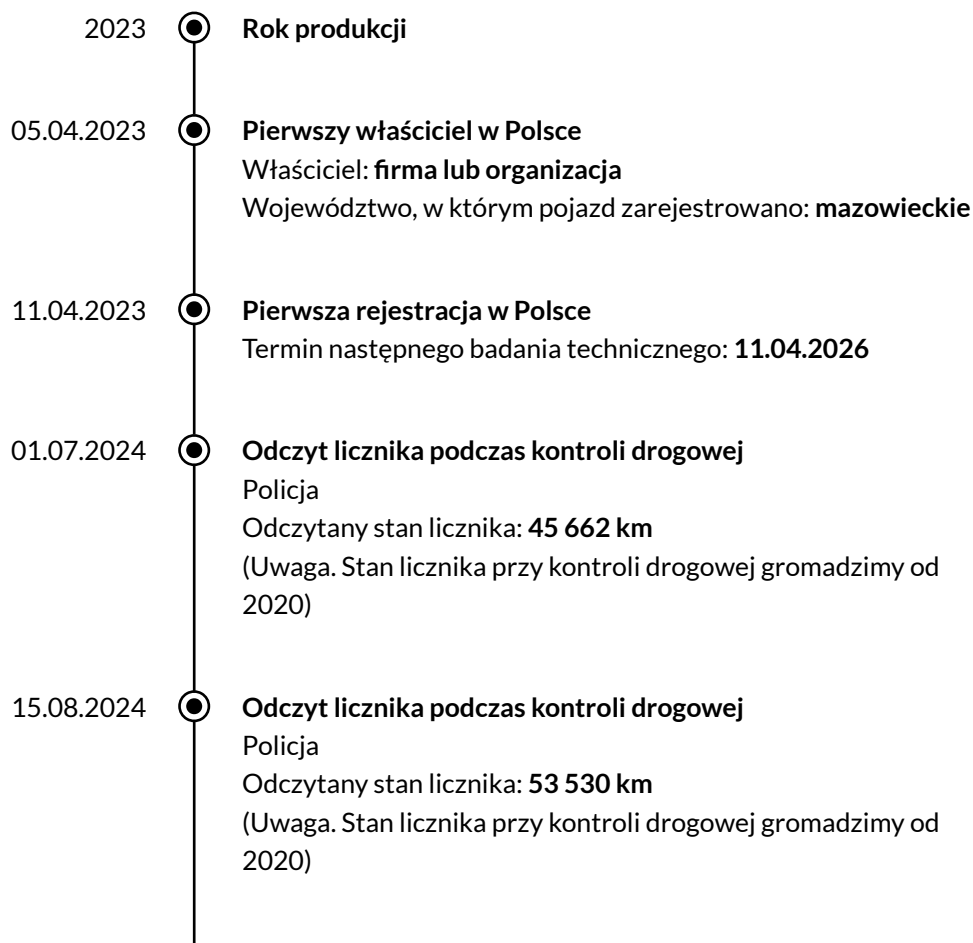 2023 Rok produkcji
05.04.2023 Pierwszy właściciel w Polsce
Właściciel: firma lub organizacja
Województwo, w którym pojazd zarejestrowano: mazowieckie
11.04.2023 Pierwsza rejestracja w Polsce
Termin następnego badania technicznego: 11.04.2026
01.07.2024 Odczyt licznika podczas kontroli drogowej
Policja
Odczytany stan licznika: 45 662 km
(Uwaga. Stan licznika przy kontroli drogowej gromadzimy od
2020)
15.08.2024 Odczyt licznika podczas kontroli drogowej
Policja
Odczytany stan licznika: 53 530 km
(Uwaga. Stan licznika przy kontroli drogowej gromadzimy od
2020)